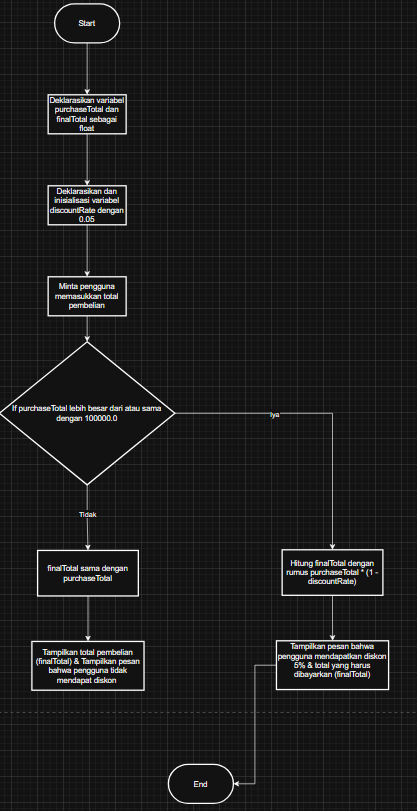 Start
Deklarasikan variabel
purchaseTotal dan
finalTotal sebagai
float
Deklarasikan dan
inisialisasi variabel
discountRate dengan
0.05
Minta pengguna
memasukkan total
pembelian
If purchaseTotal lebih besar dari atau sama
dengan 100000.0
Iya
Tidak
finalTotal sama dengan
purchaseTotal
Hitung finalTotal dengan
rumus purchaseTotal * (1 -
discountRate)
Tampilkan total pembelian
(finalTotal) & Tampilkan pesan
bahwa pengguna tidak
mendapat diskon
Tampilkan pesan bahwa
pengguna mendapatkan diskon
5% & total yang harus
dibayarkan (finalTotal)
End